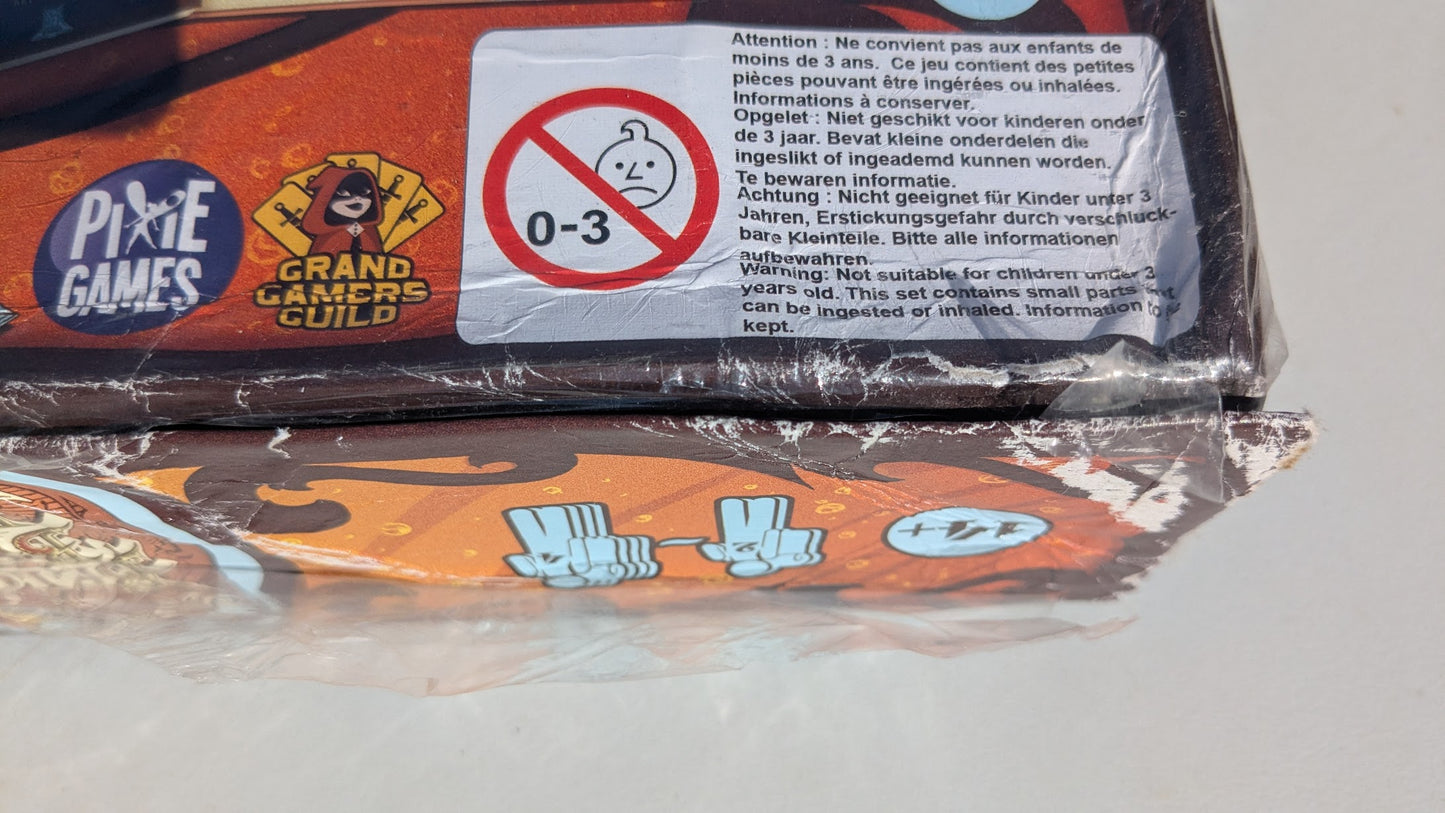 PIXIE
GAMES
GRAND
GAMERS
GUILD
0-3
Attention : Ne convient pas aux enfants de
moins de 3 ans. Ce jeu contient des petites
pièces pouvant être ingérées ou inhalées.
Informations à conserver.
Opgelet : Niet geschikt voor kinderen onder
de 3 jaar. Bevat kleine onderdelen die
ingeslikt of ingeademd kunnen worden.
Te bewaren informatie.
Achtung : Nicht geeignet für Kinder unter 3
Jahren, Erstickungsgefahr durch verschluck-
bare Kleinteile. Bitte alle informationen
aufbewahren.
Warning: Not suitable for children under 3
years old. This set contains small parts
can be ingested or inhaled. Information to
kept.